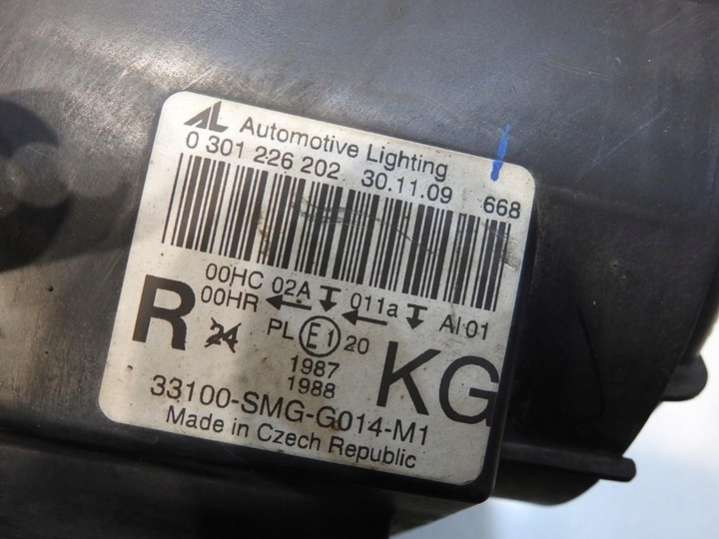 AL Automotive Lighting
0 301 226 202 30.11.09 668
00HC 02A 011a AI 01
00HR
R 24 PL E1 20 KG
1987
1988
33100-SMG-G014-M1
Made in Czech Republic